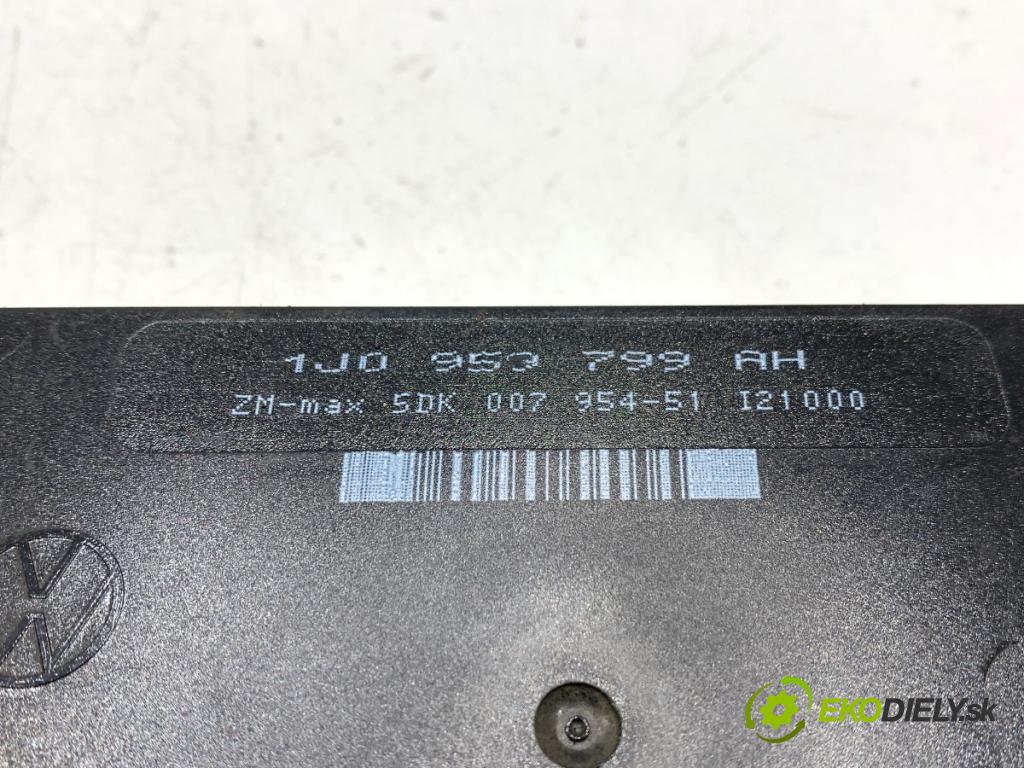 1J0 953 799 AH
ZM-max 5DK 007 954-51 I21000
EKODIELY.sk